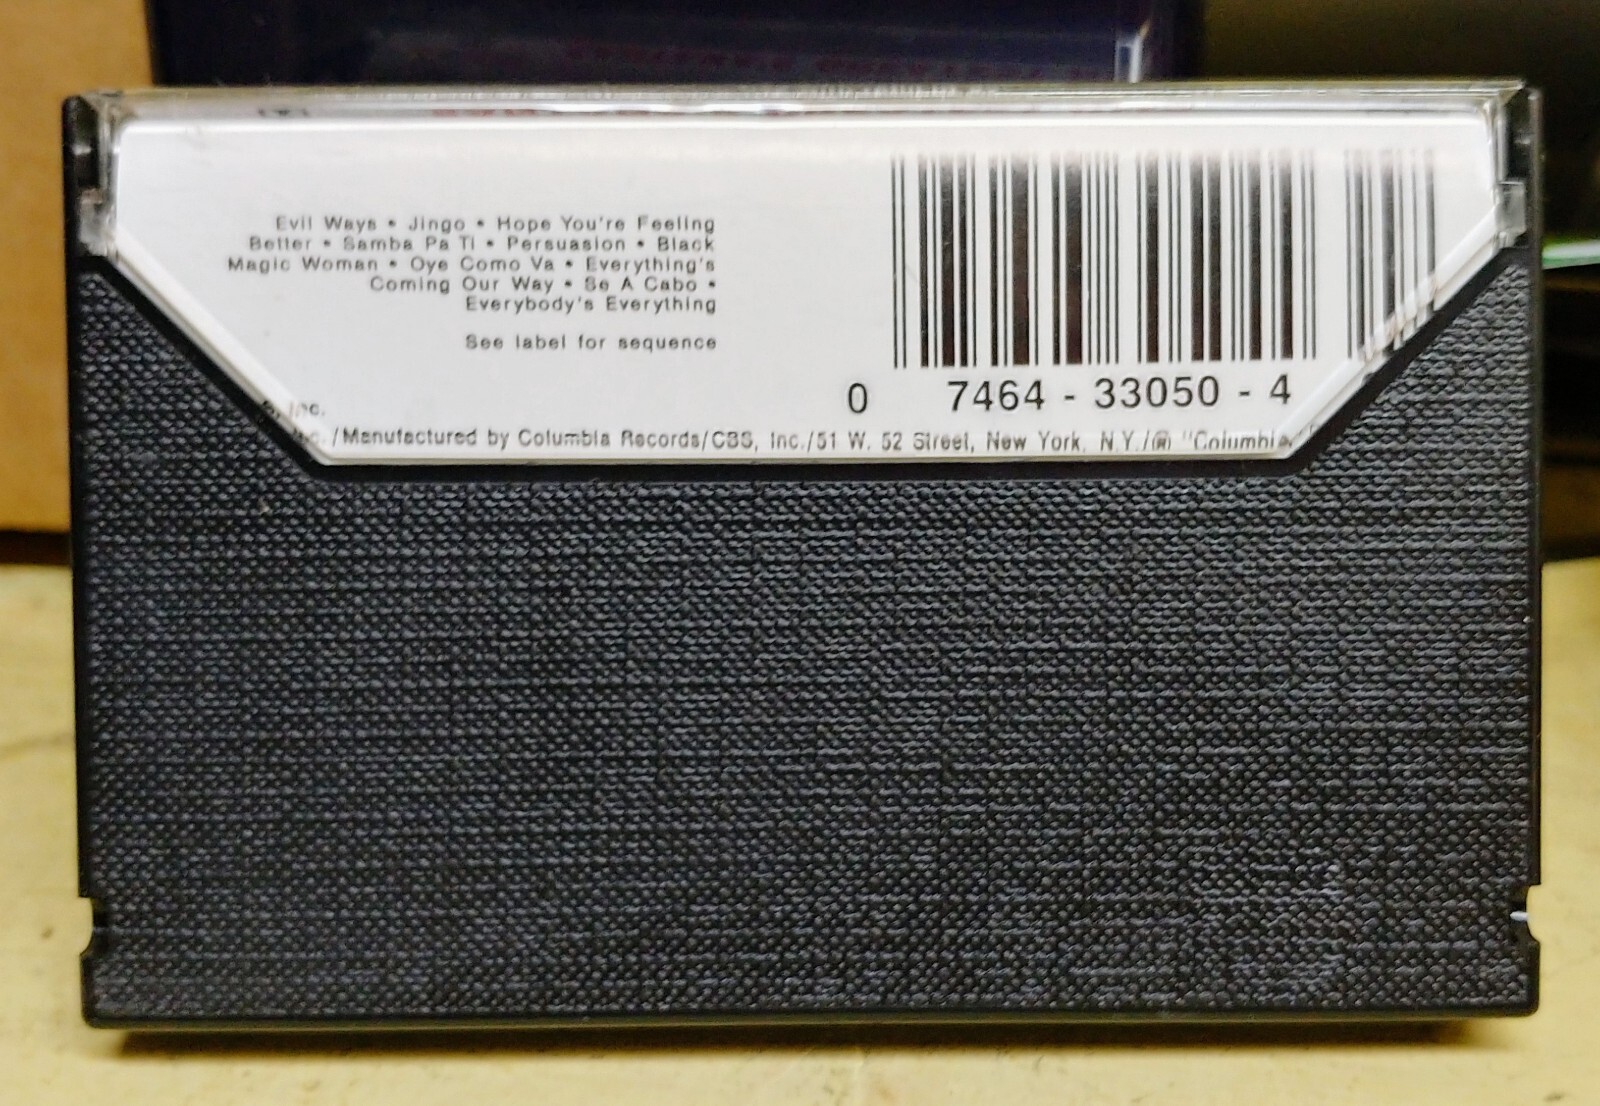 Evil Ways • Jingo • Hope You're Feeling
Better • Samba Pa Ti • Persuasion • Black
Magic Woman • Oye Como Va • Everything's
Coming Our Way • Se A Cabo •
Everybody's Everything
See label for sequence
0 7464 - 33050 - 4
Inc.
/Manufactured by Columbia Records/CBS, Inc./51 W. 52 Street, New York, N.Y./® "Columbia,